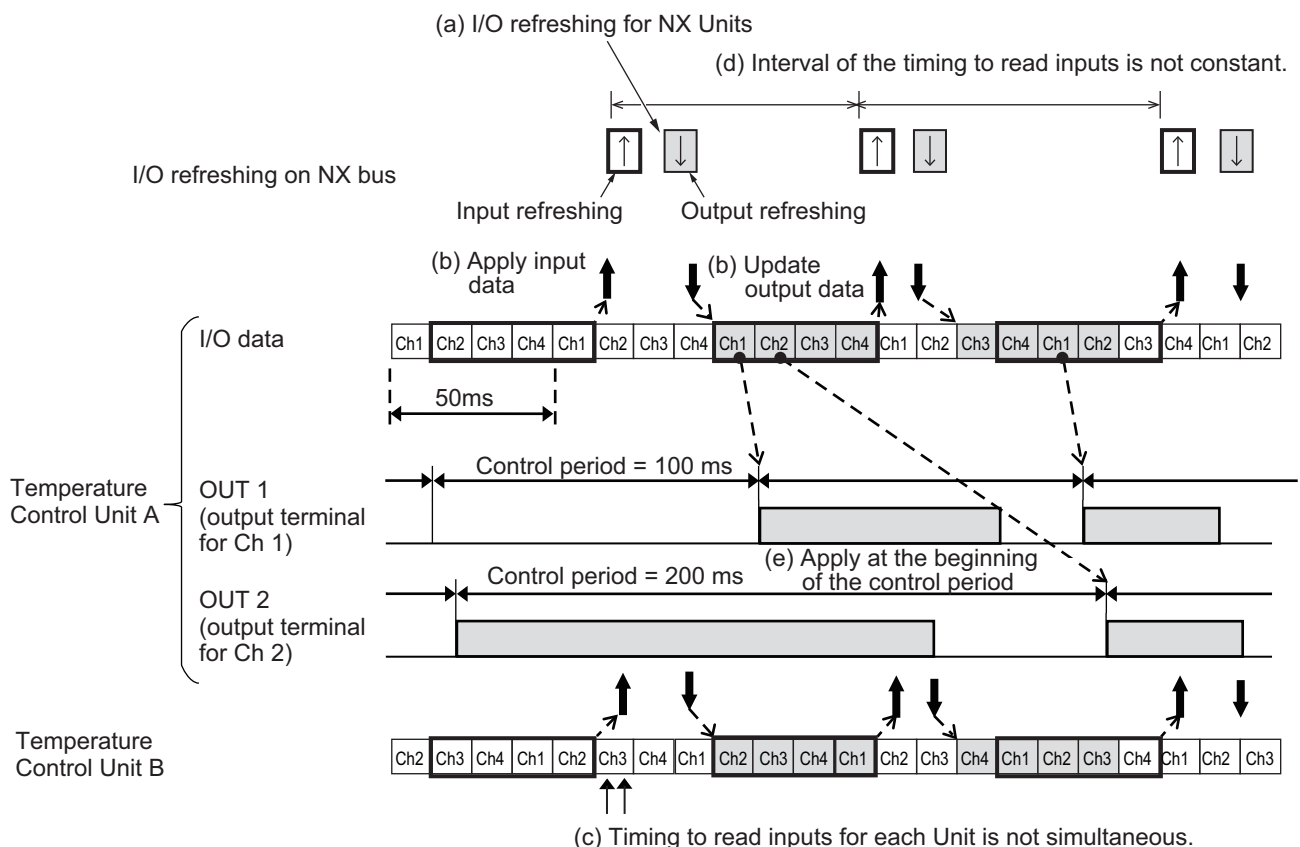 (a) I/O refreshing for NX Units
(d) Interval of the timing to read inputs is not constant.
I/O refreshing on NX bus
Input refreshing
Output refreshing
(b) Apply input
data
(b) Update
output data
I/O data
Ch1 Ch2 Ch3 Ch4 Ch1 Ch2 Ch3 Ch4 Ch1 Ch2 Ch3 Ch4 Ch1 Ch2 Ch3 Ch4 Ch1 Ch2 Ch3 Ch4 Ch1 Ch2
50ms
Temperature
Control Unit A
Control period = 100 ms
OUT 1
(output terminal
for Ch 1)
(e) Apply at the beginning
of the control period
Control period = 200 ms
OUT 2
(output terminal
for Ch 2)
Temperature
Control Unit B
Ch2 Ch3 Ch4 Ch1 Ch2 Ch3 Ch4 Ch1 Ch2 Ch3 Ch4 Ch1 Ch2 Ch3 Ch4 Ch1 Ch2 Ch3 Ch4 Ch1 Ch2 Ch3
(c) Timing to read inputs for each Unit is not simultaneous.